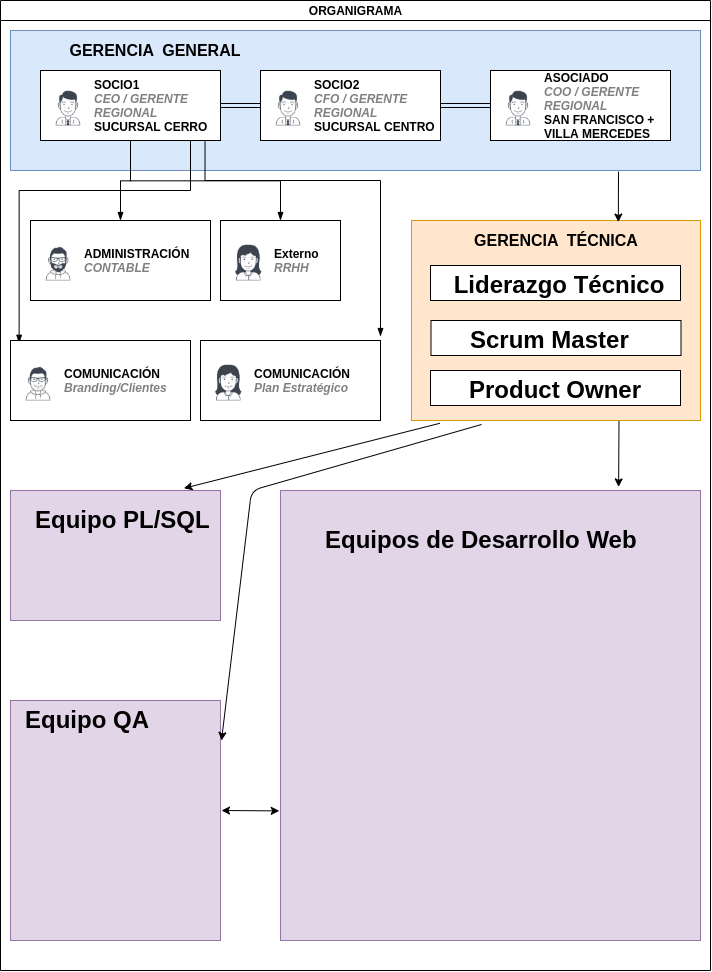 ORGANIGRAMA
GERENCIA GENERAL
SOCIO1
CEO / GERENTE
REGIONAL
SUCURSAL CERRO
SOCIO2
CFO / GERENTE
REGIONAL
SUCURSAL CENTRO
ASOCIADO
COO / GERENTE
REGIONAL
SAN FRANCISCO +
VILLA MERCEDES
ADMINISTRACIÓN
CONTABLE
Externo
RRHH
COMUNICACIÓN
Branding/Clientes
COMUNICACIÓN
Plan Estratégico
GERENCIA TÉCNICA
Liderazgo Técnico
Scrum Master
Product Owner
Equipo PL/SQL
Equipos de Desarrollo Web
Equipo QA